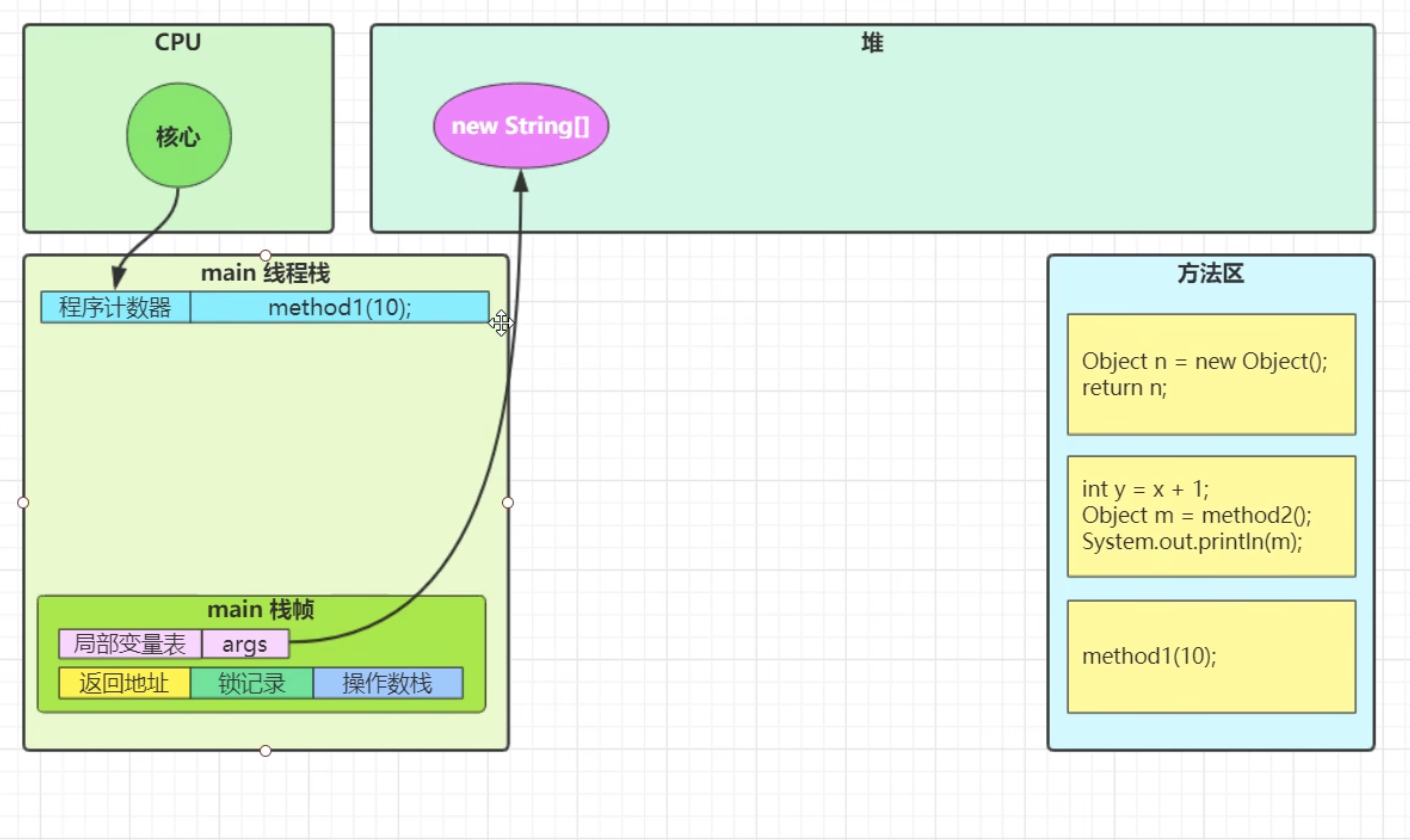 CPU
核心
堆
new String[]
main 线程栈
程序计数器 method1(10);
main 栈帧
局部变量表 args
返回地址 锁记录 操作数栈
方法区
Object n = new Object();
return n;
int y = x + 1;
Object m = method2();
System.out.println(m);
method1(10);